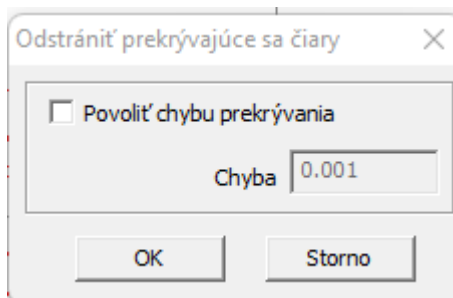 Odstrániť prekrývajúce sa čiary
Povoliť chybu prekrývania
Chyba 0.001
OK Storno